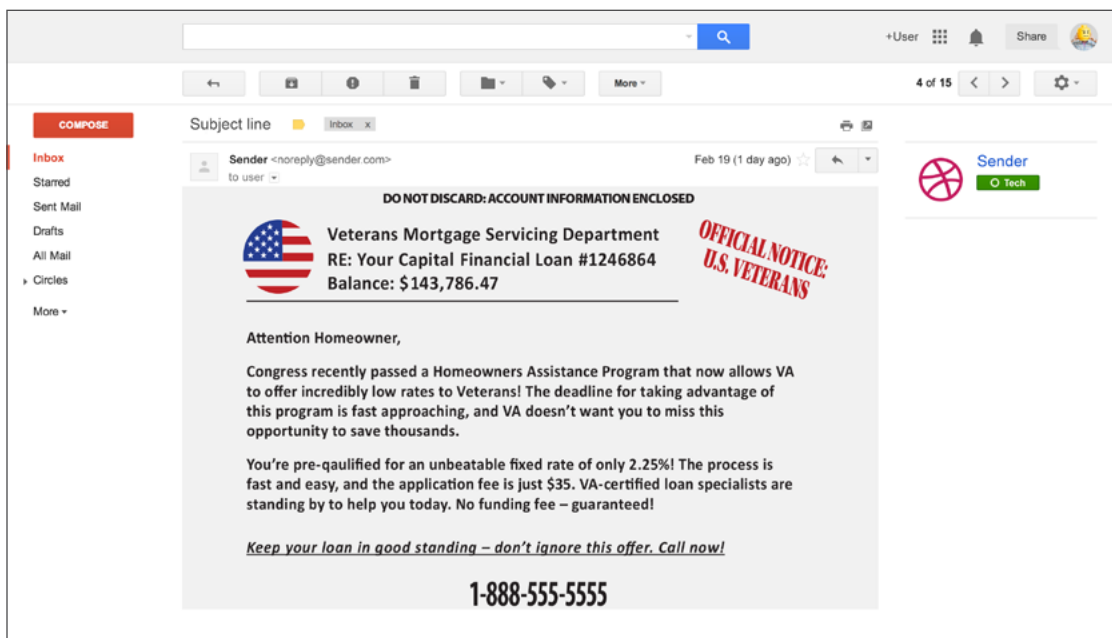 +User
Share
More
4 of 15
COMPOSE
Subject line
Inbox x
Inbox
Starred
Sent Mail
Drafts
All Mail
Circles
More
Sender <noreply@sender.com>
to user
Feb 19 (1 day ago)
Sender
Tech
DO NOT DISCARD: ACCOUNT INFORMATION ENCLOSED
Veterans Mortgage Servicing Department
RE: Your Capital Financial Loan #1246864
Balance: $143,786.47
OFFICIAL NOTICE:
U.S. VETERANS
Attention Homeowner,
Congress recently passed a Homeowners Assistance Program that now allows VA
to offer incredibly low rates to Veterans! The deadline for taking advantage of
this program is fast approaching, and VA doesn't want you to miss this
opportunity to save thousands.
You're pre-qaulified for an unbeatable fixed rate of only 2.25%! The process is
fast and easy, and the application fee is just $35. VA-certified loan specialists are
standing by to help you today. No funding fee – guaranteed!
Keep your loan in good standing – don't ignore this offer. Call now!
1-888-555-5555